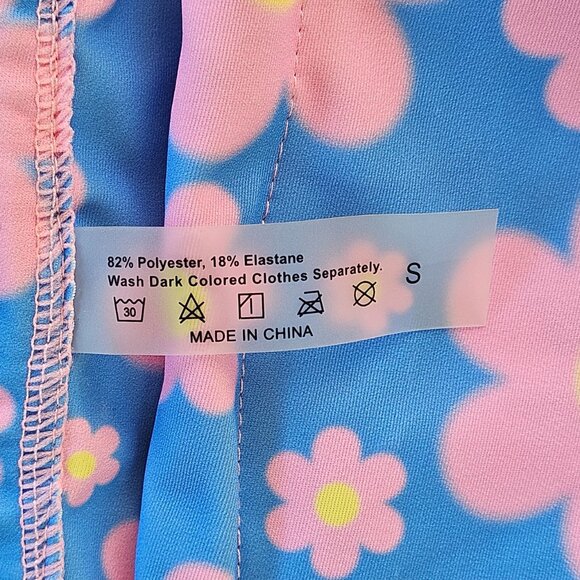 82% Polyester, 18% Elastane
Wash Dark Colored Clothes Separately. S
30
MADE IN CHINA